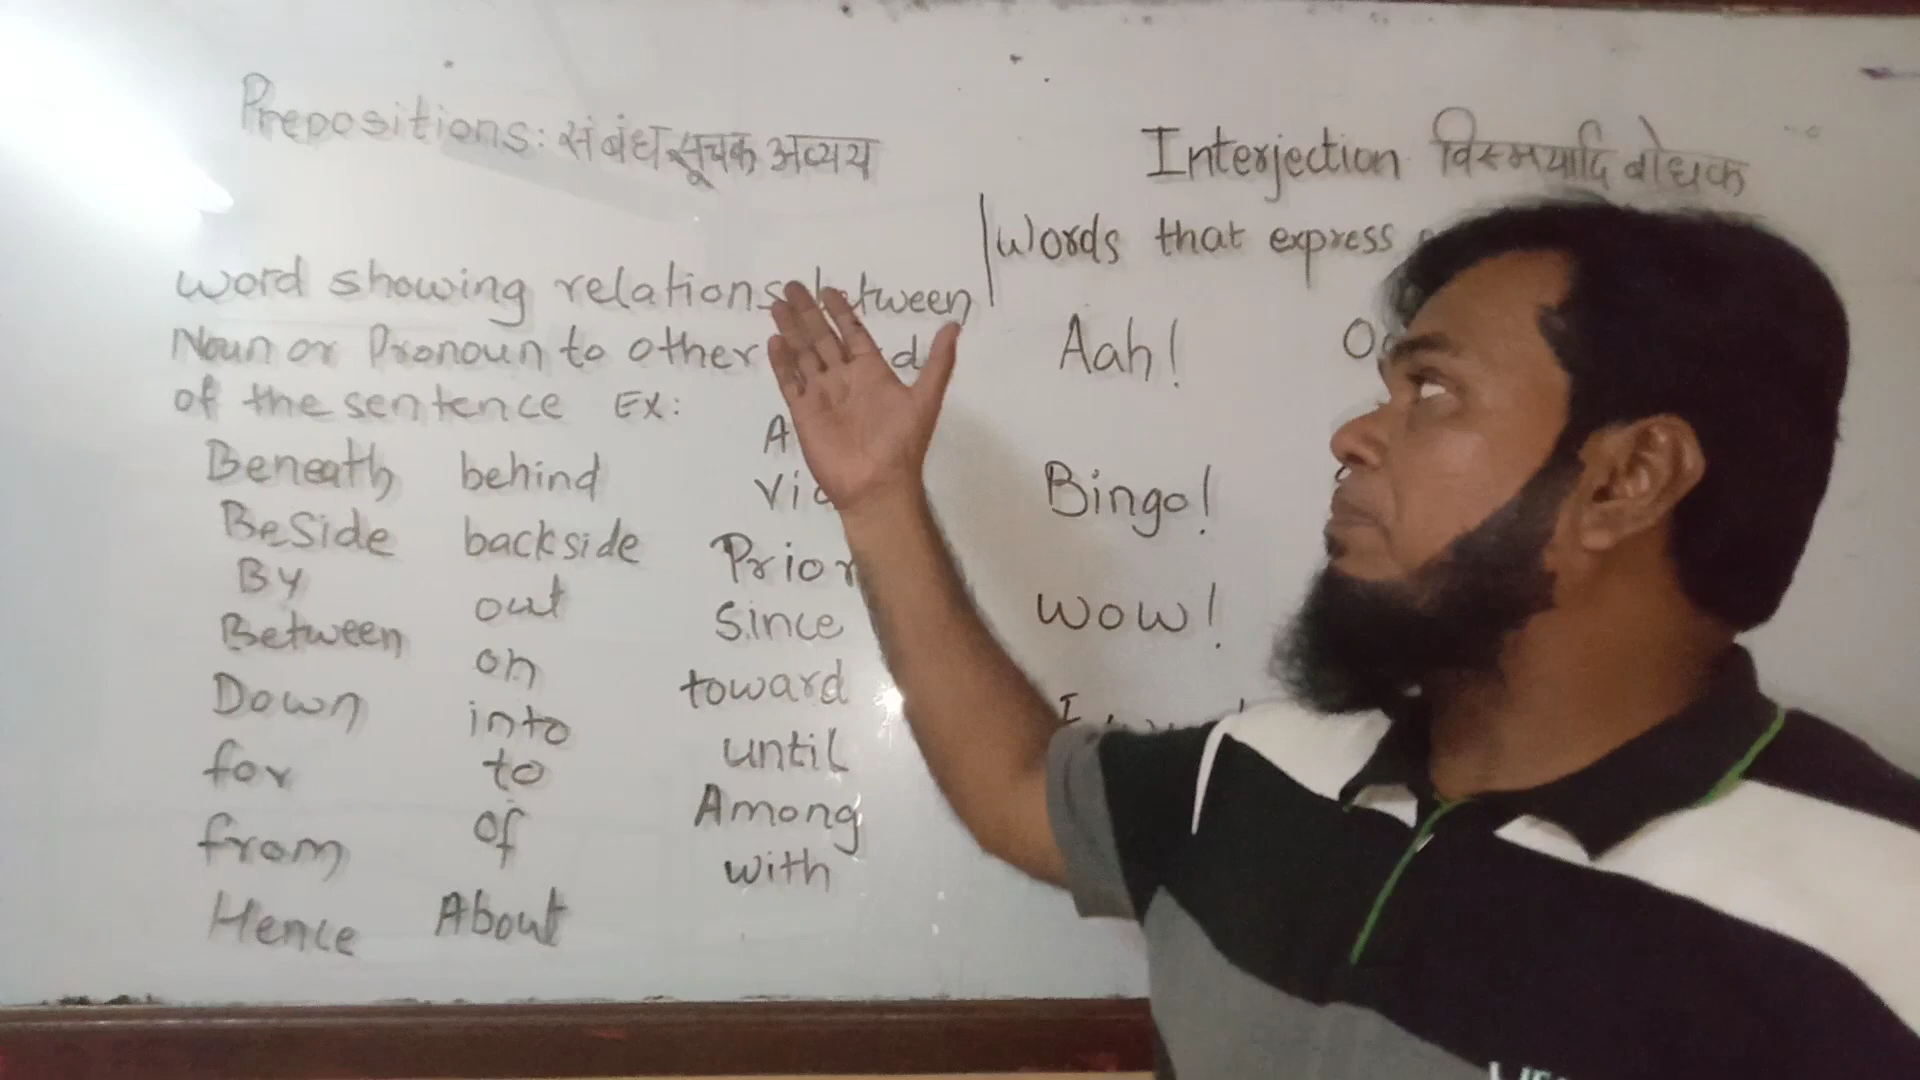 Prepositions: संबंध सूचक अव्यय
word showing relations between
Noun or Pronoun to other
of the sentence EX:
Beneath behind
Beside backside Prior
By out Since
Between on toward
Down into until
for to Among
from of with
Hence About
Interjection विस्मयादि बोधक
Words that express
Aah!
Bingo!
Wow!